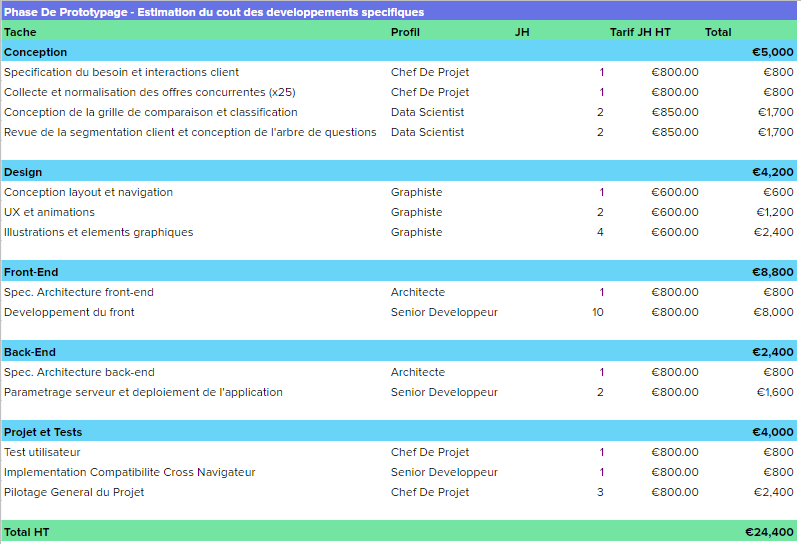 Phase De Prototypage - Estimation du cout des developpements specifiques
Tache Profil JH Tarif JH HT Total
Conception €5,000
Specification du besoin et interactions client Chef De Projet 1 €800.00 €800
Collecte et normalisation des offres concurrentes (x25) Chef De Projet 1 €800.00 €800
Conception de la grille de comparaison et classification Data Scientist 2 €850.00 €1,700
Revue de la segmentation client et conception de l'arbre de questions Data Scientist 2 €850.00 €1,700
Design €4,200
Conception layout et navigation Graphiste 1 €600.00 €600
UX et animations Graphiste 2 €600.00 €1,200
Illustrations et elements graphiques Graphiste 4 €600.00 €2,400
Front-End €8,800
Spec. Architecture front-end Architecte 1 €800.00 €800
Developpement du front Senior Developpeur 10 €800.00 €8,000
Back-End €2,400
Spec. Architecture back-end Architecte 1 €800.00 €800
Parametrage serveur et deploiement de l'application Senior Developpeur 2 €800.00 €1,600
Projet et Tests €4,000
Test utilisateur Chef De Projet 1 €800.00 €800
Implementation Compatibilite Cross Navigateur Senior Developpeur 1 €800.00 €800
Pilotage General du Projet Chef De Projet 3 €800.00 €2,400
Total HT €24,400